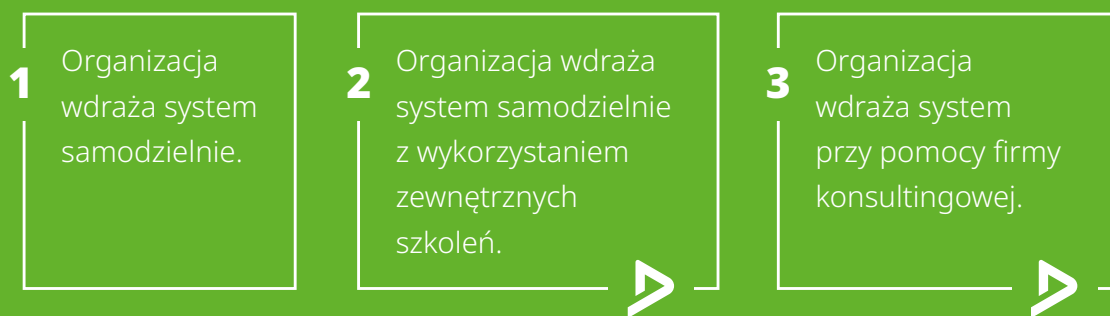 1
Organizacja
wdraża system
samodzielnie.
2
Organizacja wdraża
system samodzielnie
z wykorzystaniem
zewnętrznych
szkoleń.
3
Organizacja
wdraża system
przy pomocy firmy
konsultingowej.